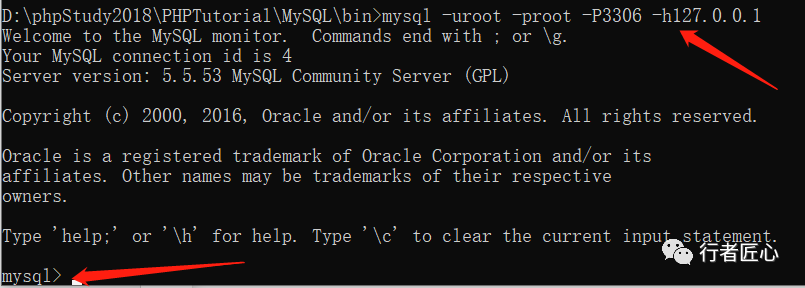 D:\phpStudy2018\PHPTutorial\MySQL\bin>mysql -uroot -proot -P3306 -h127.0.0.1
Welcome to the MySQL monitor.  Commands end with ; or \g.
Your MySQL connection id is 4
Server version: 5.5.53 MySQL Community Server (GPL)
Copyright (c) 2000, 2016, Oracle and/or its affiliates. All rights reserved.
Oracle is a registered trademark of Oracle Corporation and/or its
affiliates. Other names may be trademarks of their respective
owners.
Type 'help;' or '\h' for help. Type '\c' to clear the current input statement.
行者匠心
mysql>